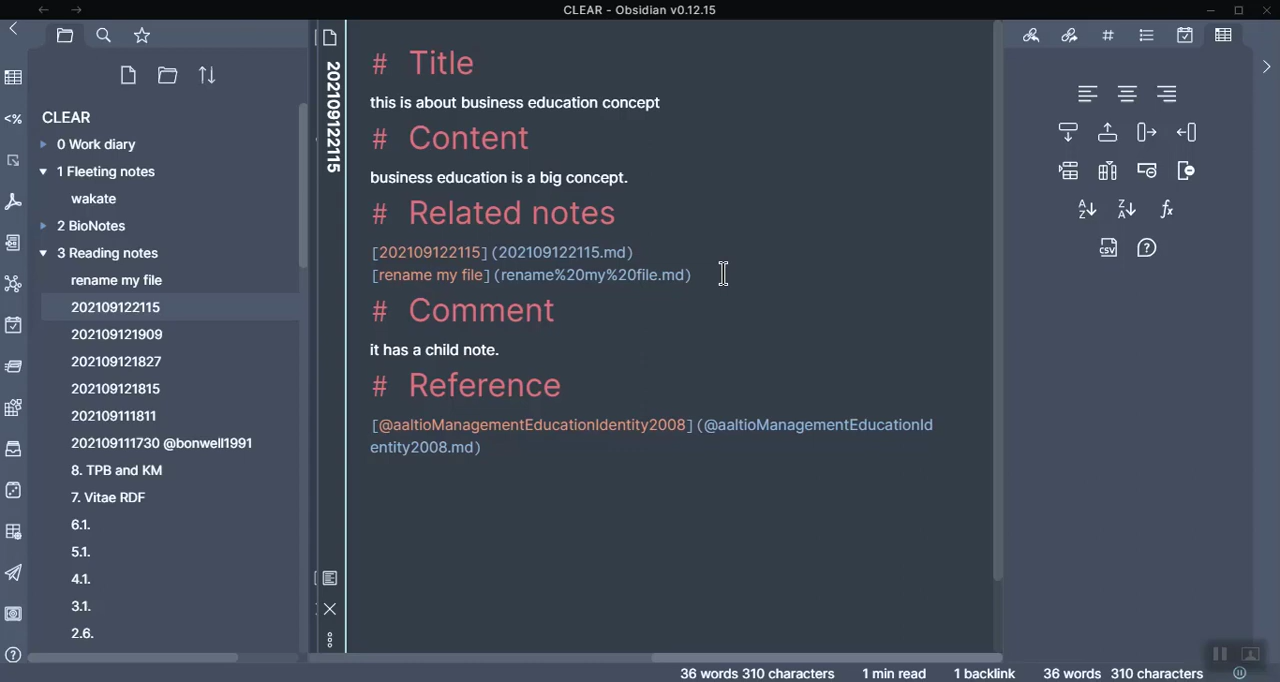 CLEAR - Obsidian v0.12.15
CLEAR
0 Work diary
1 Fleeting notes
wakate
2 BioNotes
3 Reading notes
rename my file
202109122115
202109121909
202109121827
202109121815
202109111811
202109111730 @bonwell1991
8. TPB and KM
7. Vitae RDF
6.1.
5.1.
4.1.
3.1.
2.6.
202109122115
# Title
this is about business education concept
# Content
business education is a big concept.
# Related notes
[202109122115](202109122115.md)
[rename my file](rename%20my%20file.md)
# Comment
it has a child note.
# Reference
[@aaltioManagementEducationIdentity2008](@aaltioManagementEducationId
entity2008.md)
36 words 310 characters 1 min read 1 backlink 36 words 310 characters